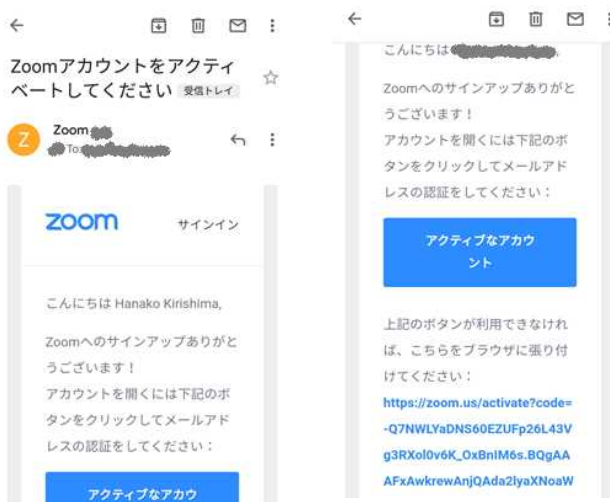 Zoomアカウントをアクティ
ベートしてください 受信トレイ
Z
Zoom
To:
zoom サインイン
こんにちは Hanako Kirishima,
Zoomへのサインアップありがと
うございます！
アカウントを開くには下記のボ
タンをクリックしてメールアド
レスの認証をしてください：
アクティブなアカウ
こんにちは
Zoomへのサインアップありがと
うございます！
アカウントを開くには下記のボ
タンをクリックしてメールアド
レスの認証をしてください：
アクティブなアカウ
ント
上記のボタンが利用できなけれ
ば、こちらをブラウザに張り付
けてください：
https://zoom.us/activate?code=
-Q7NWLYaDNS60EZUFp26L43V
g3RXol0v6K_OxBnIM6s.BQgAA
AFxAwkrewAnjQAda2lyaXNoaW